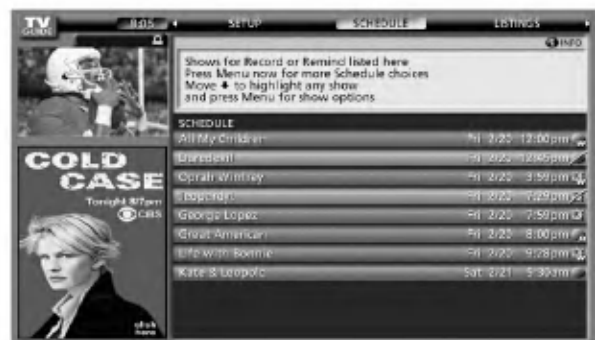 TV GUIDE
8:05
SETUP
SCHEDULE
LISTINGS
INFO
Shows for Record or Remind listed here
Press Menu now for more Schedule choices
Move ↓ to highlight any show
and press Menu for show options
SCHEDULE
All My Children Fri 2/20 12:00pm
Daredevil Fri 2/20 12:45pm
Oprah Winfrey Fri 2/20 3:59pm
Jeopardy! Fri 2/20 7:29pm
George Lopez Fri 2/20 7:59pm
Great American Fri 2/20 8:00pm
Life with Bonnie Fri 2/20 9:28pm
Kate & Leopold Sat 2/21 5:30am
COLD CASE
Tonight 8/7pm
CBS
click
here